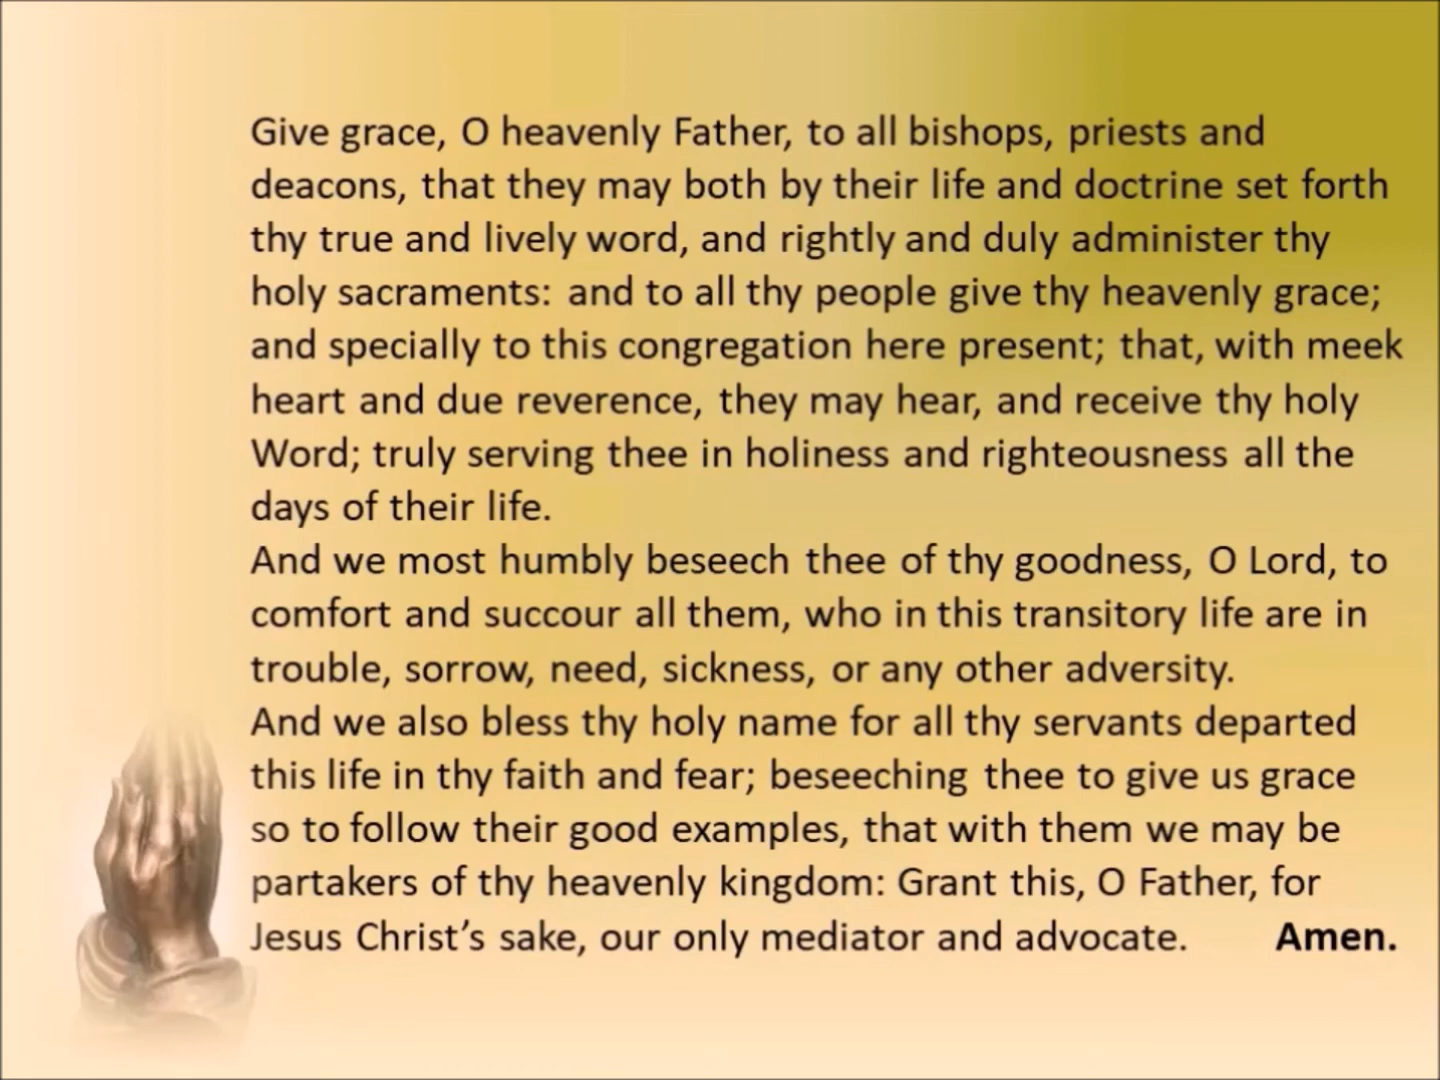 Give grace, O heavenly Father, to all bishops, priests and
deacons, that they may both by their life and doctrine set forth
thy true and lively word, and rightly and duly administer thy
holy sacraments: and to all thy people give thy heavenly grace;
and specially to this congregation here present; that, with meek
heart and due reverence, they may hear, and receive thy holy
Word; truly serving thee in holiness and righteousness all the
days of their life.
And we most humbly beseech thee of thy goodness, O Lord, to
comfort and succour all them, who in this transitory life are in
trouble, sorrow, need, sickness, or any other adversity.
And we also bless thy holy name for all thy servants departed
this life in thy faith and fear; beseeching thee to give us grace
so to follow their good examples, that with them we may be
partakers of thy heavenly kingdom: Grant this, O Father, for
Jesus Christ’s sake, our only mediator and advocate. Amen.